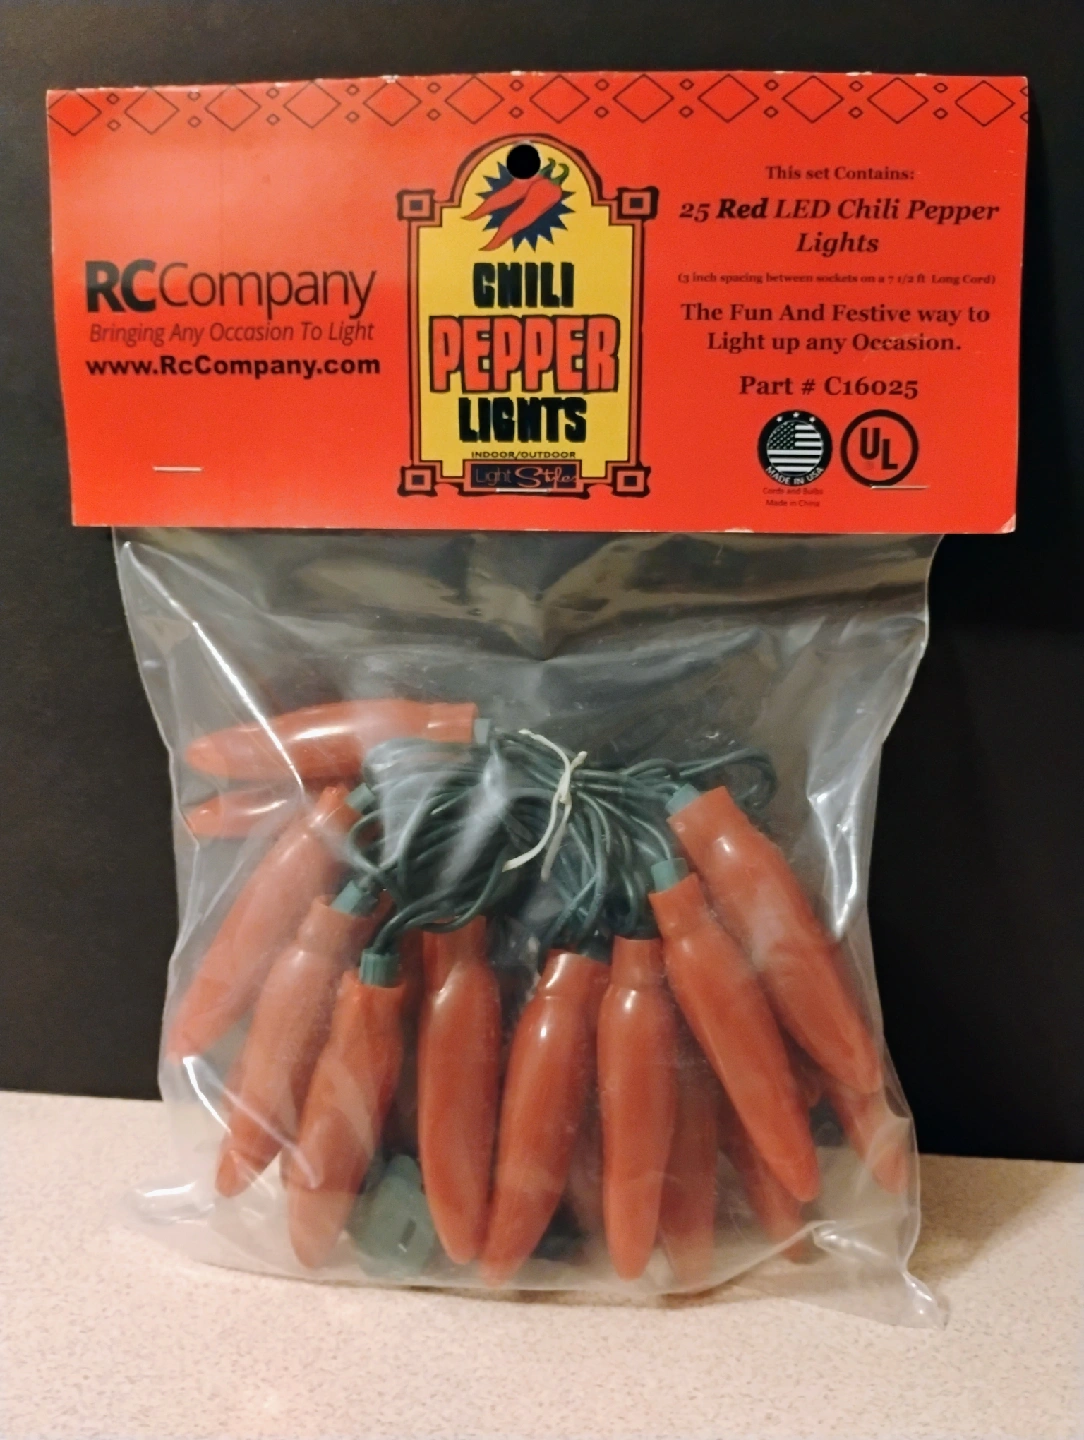 RCCompany
Bringing Any Occasion To Light
www.RcCompany.com
CHILI
PEPPER
LIGHTS
INDOOR/OUTDOOR
Light Styles
This set Contains:
25 Red LED Chili Pepper
Lights
(3 inch spacing between sockets on a 7 1/2 ft Long Cord)
The Fun And Festive way to
Light up any Occasion.
Part # C16025
MADE IN USA
UL
Cords and Bulbs
Made in China